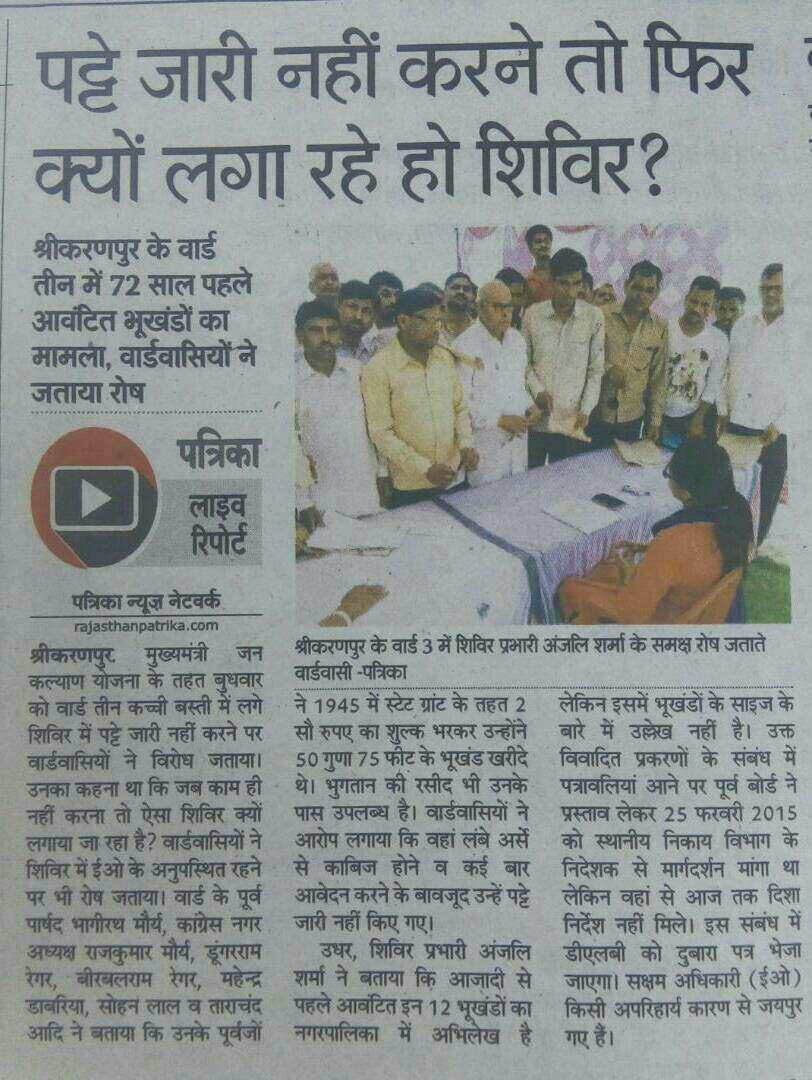 पट्टे जारी नहीं करने तो फिर
क्यों लगा रहे हो शिविर?
श्रीकरणपुर के वार्ड
तीन में 72 साल पहले
आवंटित भूखंडों का
मामला, वार्डवासियों ने
जताया रोष
पत्रिका
लाइव
रिपोर्ट
पत्रिका न्यूज़ नेटवर्क
rajasthanpatrika.com
श्रीकरणपुर के वार्ड 3 में शिविर प्रभारी अंजलि शर्मा के समक्ष रोष जताते
वार्डवासी -पत्रिका
श्रीकरणपुर. मुख्यमंत्री जन
कल्याण योजना के तहत बुधवार
को वार्ड तीन कच्ची बस्ती में लगे
शिविर में पट्टे जारी नहीं करने पर
वार्डवासियों ने विरोध जताया।
उनका कहना था कि जब काम ही
नहीं करना तो ऐसा शिविर क्यों
लगाया जा रहा है? वार्डवासियों ने
शिविर में ईओ के अनुपस्थित रहने
पर भी रोष जताया। वार्ड के पूर्व
पार्षद भागीरथ मौर्य, कांग्रेस नगर
अध्यक्ष राजकुमार मौर्य, डूंगरराम
रेगर, बीरबलराम रेगर, महेन्द्र
डाबरिया, सोहन लाल व ताराचंद
आदि ने बताया कि उनके पूर्वजों
ने 1945 में स्टेट ग्रांट के तहत 2
सौ रुपए का शुल्क भरकर उन्होंने
50 गुणा 75 फीट के भूखंड खरीदे
थे। भुगतान की रसीद भी उनके
पास उपलब्ध है। वार्डवासियों ने
आरोप लगाया कि वहां लंबे अर्से
से काबिज होने व कई बार
आवेदन करने के बावजूद उन्हें पट्टे
जारी नहीं किए गए।
उधर, शिविर प्रभारी अंजलि
शर्मा ने बताया कि आजादी से
पहले आवंटित इन 12 भूखंडों का
नगरपालिका में अभिलेख है
लेकिन इसमें भूखंडों के साइज के
बारे में उल्लेख नहीं है। उक्त
विवादित प्रकरणों के संबंध में
पत्रावलियां आने पर पूर्व बोर्ड ने
प्रस्ताव लेकर 25 फरवरी 2015
को स्थानीय निकाय विभाग के
निदेशक से मार्गदर्शन मांगा था
लेकिन वहां से आज तक दिशा
निर्देश नहीं मिले। इस संबंध में
डीएलबी को दुबारा पत्र भेजा
जाएगा। सक्षम अधिकारी (ईओ)
किसी अपरिहार्य कारण से जयपुर
गए हैं।